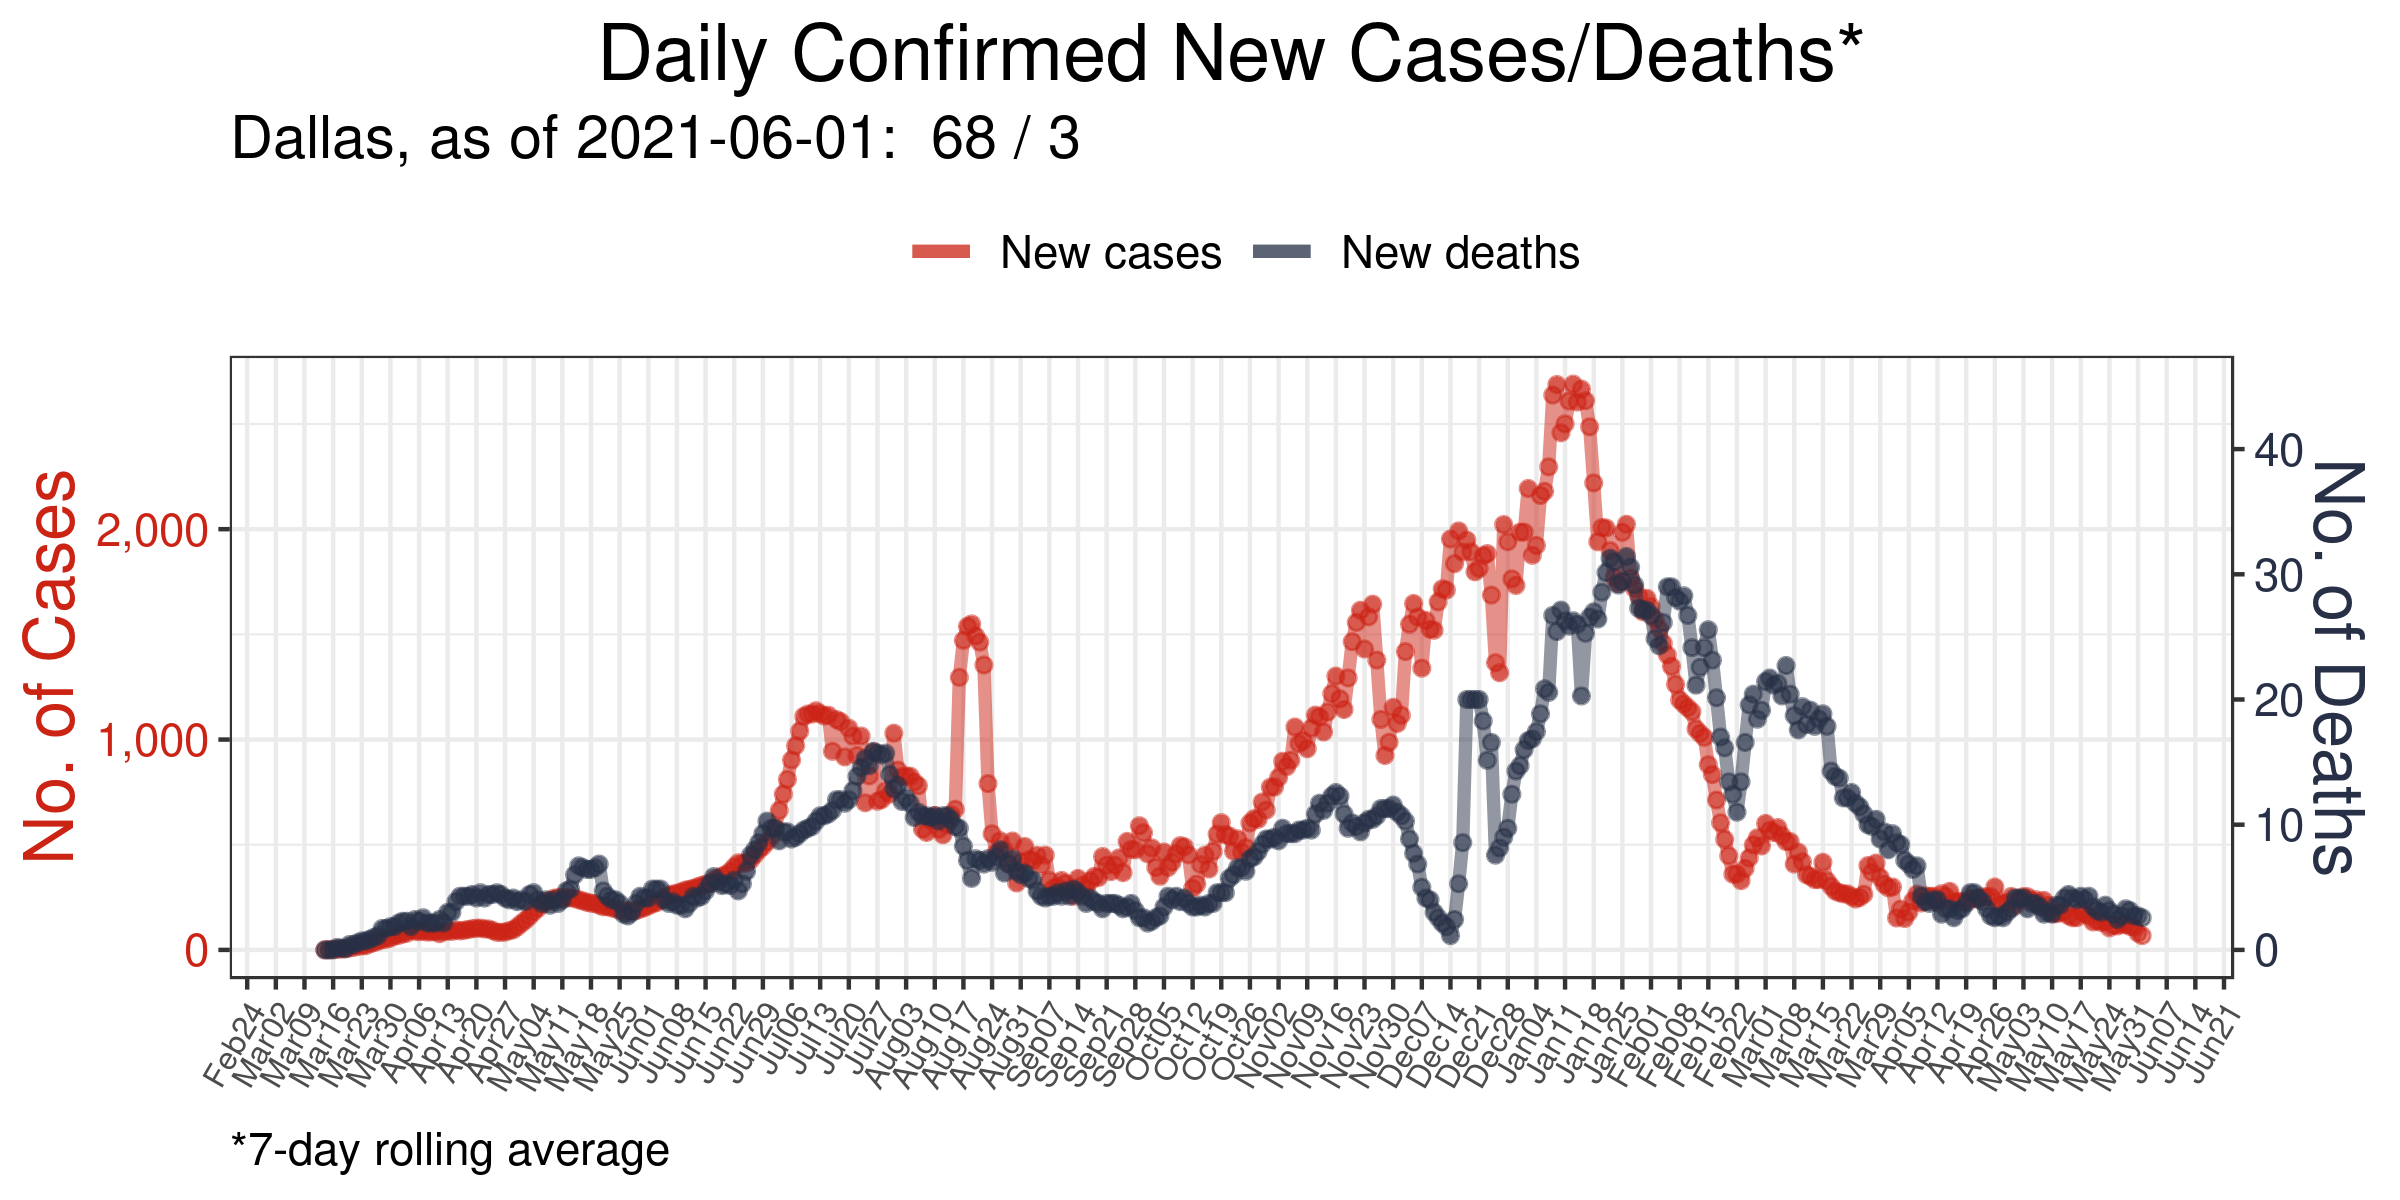 Daily Confirmed New Cases/Deaths*
Dallas, as of 2021-06-01:  68 / 3
New cases New deaths
No. of Cases
2,000
1,000
0
40
30
20
10
0
No. of Deaths
Feb24 Mar02 Mar09 Mar16 Mar23 Mar30 Apr06 Apr13 Apr20 Apr27 May04 May11 May18 May25 Jun01 Jun08 Jun15 Jun22 Jun29 Jul06 Jul13 Jul20 Jul27 Aug03 Aug10 Aug17 Aug24 Aug31 Sep07 Sep14 Sep21 Sep28 Oct05 Oct12 Oct19 Oct26 Nov02 Nov09 Nov16 Nov23 Nov30 Dec07 Dec14 Dec21 Dec28 Jan04 Jan11 Jan18 Jan25 Feb01 Feb08 Feb15 Feb22 Mar01 Mar08 Mar15 Mar22 Mar29 Apr05 Apr12 Apr19 Apr26 May03 May10 May17 May24 May31 Jun07 Jun14 Jun21
*7-day rolling average